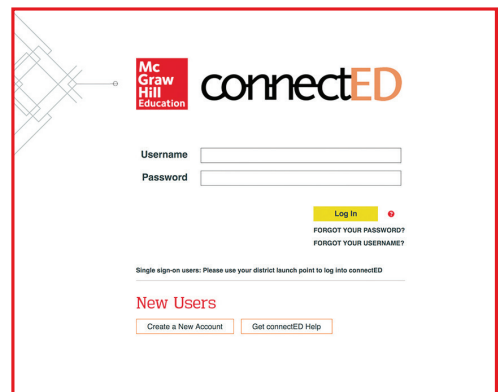 Mc
Graw
Hill
Education
connectED
Username
Password
Log In ?
FORGOT YOUR PASSWORD?
FORGOT YOUR USERNAME?
Single sign-on users: Please use your district launch point to log into connectED
New Users
Create a New Account Get connectED Help